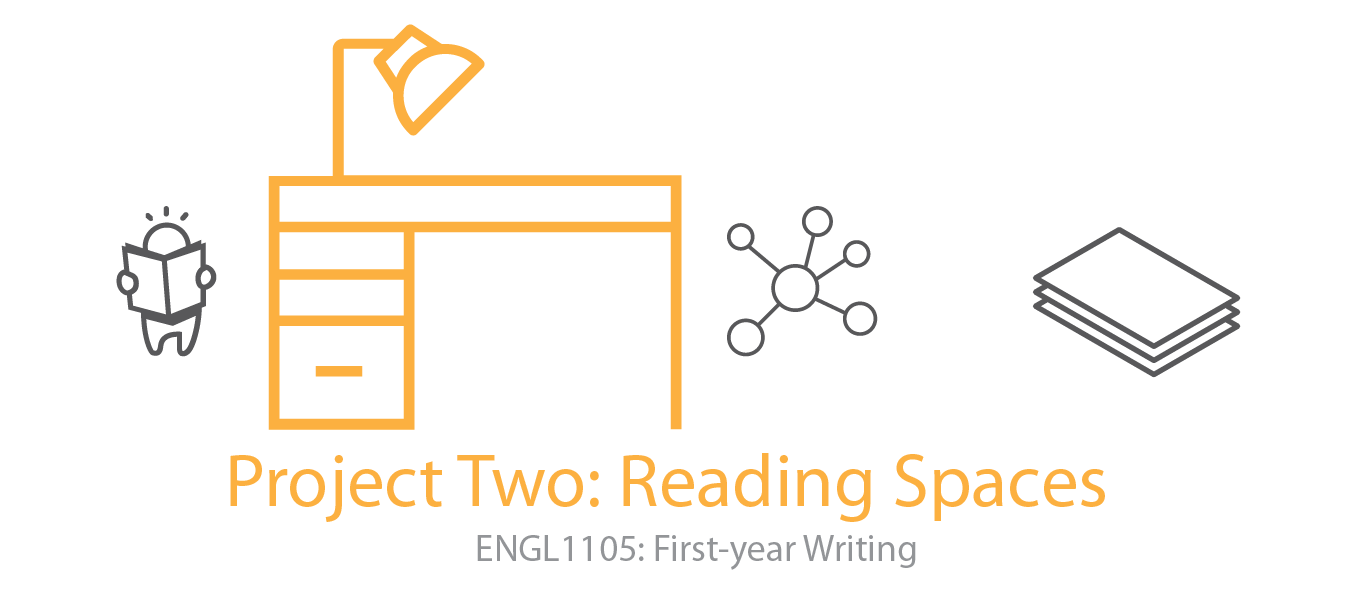 Project Two: Reading Spaces
ENGL1105: First-year Writing